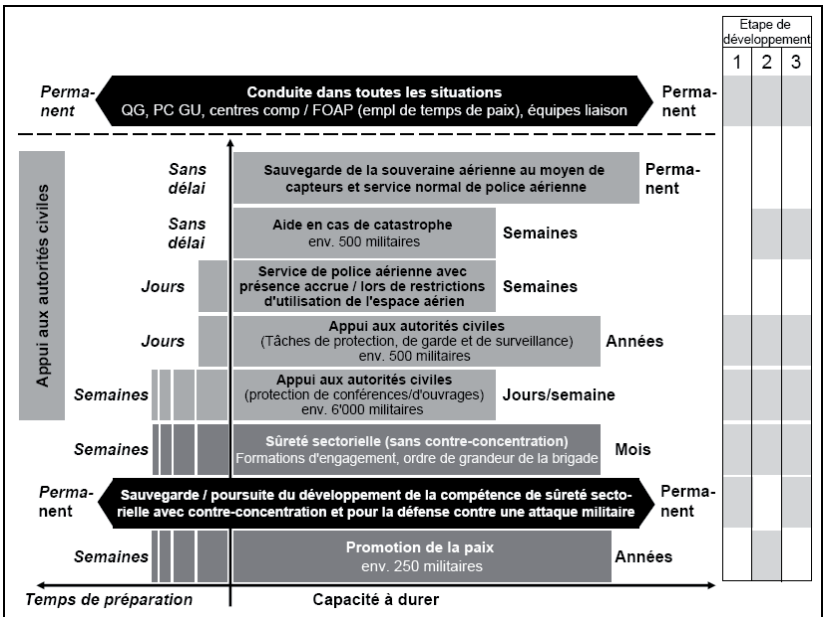 Etape de
développement
1 2 3
Perma-
nent
Conduite dans toutes les situations
QG, PC GU, centres comp / FOAP (empl de temps de paix), équipes liaison
Perma-
nent
Appui aux autorités civiles
Sans
délai
Sauvegarde de la souveraine aérienne au moyen de
capteurs et service normal de police aérienne
Perma-
nent
Sans
délai
Aide en cas de catastrophe
env. 500 militaires
Semaines
Jours
Service de police aérienne avec
présence accrue / lors de restrictions
d'utilisation de l'espace aérien
Semaines
Jours
Appui aux autorités civiles
(Tâches de protection, de garde et de surveillance)
env. 500 militaires
Années
Semaines
Appui aux autorités civiles
(protection de conférences/d'ouvrages)
env. 6'000 militaires
Jours/semaine
Semaines
Sûreté sectorielle (sans contre-concentration)
Formations d'engagement, ordre de grandeur de la brigade
Mois
Perma-
nent
Sauvegarde / poursuite du développement de la compétence de sûreté secto-
rielle avec contre-concentration et pour la défense contre une attaque militaire
Perma-
nent
Semaines
Promotion de la paix
env. 250 militaires
Années
Temps de préparation
Capacité à durer